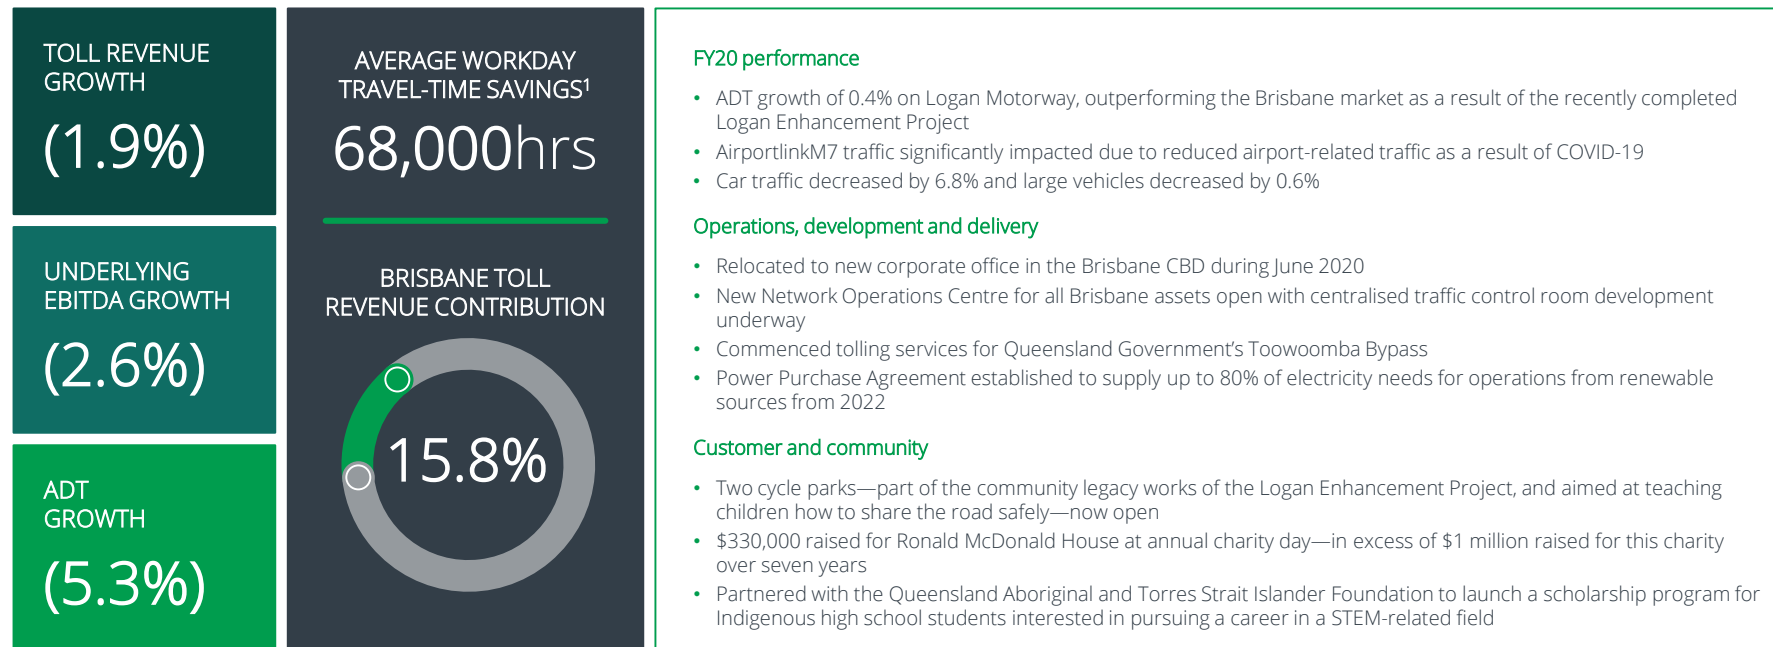 TOLL REVENUE
GROWTH
(1.9%)
UNDERLYING
EBITDA GROWTH
(2.6%)
ADT
GROWTH
(5.3%)
AVERAGE WORKDAY
TRAVEL-TIME SAVINGS¹
68,000hrs
BRISBANE TOLL
REVENUE CONTRIBUTION
15.8%
FY20 performance
• ADT growth of 0.4% on Logan Motorway, outperforming the Brisbane market as a result of the recently completed
Logan Enhancement Project
• AirportlinkM7 traffic significantly impacted due to reduced airport-related traffic as a result of COVID-19
• Car traffic decreased by 6.8% and large vehicles decreased by 0.6%
Operations, development and delivery
• Relocated to new corporate office in the Brisbane CBD during June 2020
• New Network Operations Centre for all Brisbane assets open with centralised traffic control room development
underway
• Commenced tolling services for Queensland Government's Toowoomba Bypass
• Power Purchase Agreement established to supply up to 80% of electricity needs for operations from renewable
sources from 2022
Customer and community
• Two cycle parks—part of the community legacy works of the Logan Enhancement Project, and aimed at teaching
children how to share the road safely—now open
• $330,000 raised for Ronald McDonald House at annual charity day—in excess of $1 million raised for this charity
over seven years
• Partnered with the Queensland Aboriginal and Torres Strait Islander Foundation to launch a scholarship program for
Indigenous high school students interested in pursuing a career in a STEM-related field